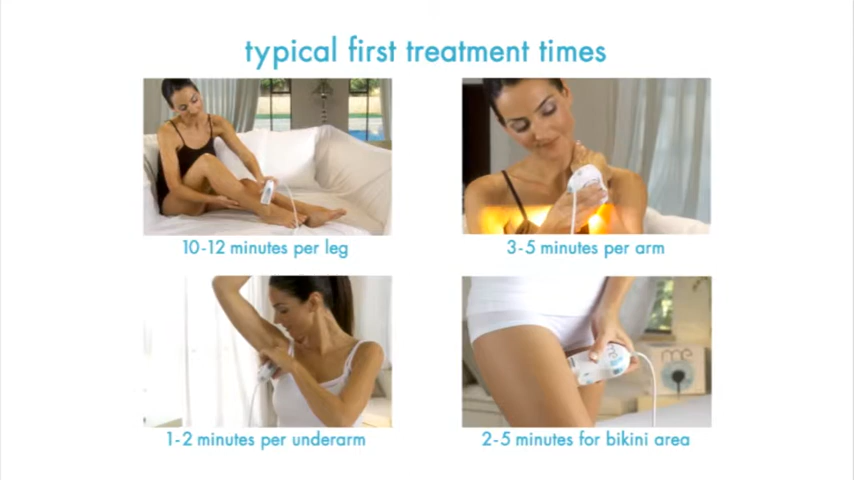 typical first treatment times
10-12 minutes per leg
3-5 minutes per arm
1-2 minutes per underarm
2-5 minutes for bikini area
me